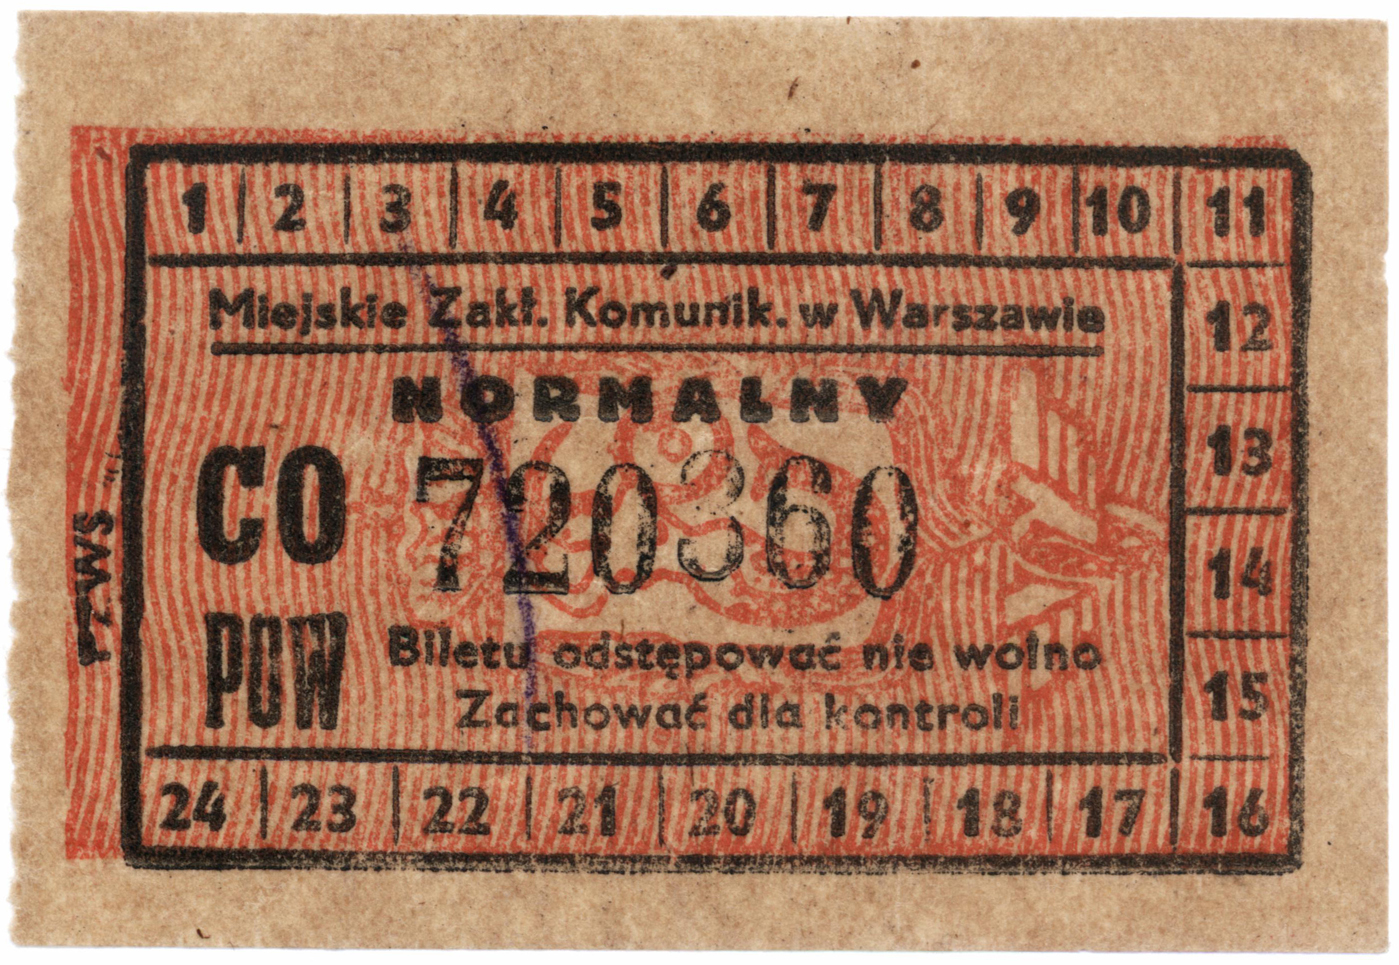 1 2 3 4 5 6 7 8 9 10 11
Miejskie Zakł. Komunik. w Warszawie
12
NORMALNY
13
CO 720360
14
POW
Biletu odstępować nie wolno
15
Zachować dla kontroli
24 23 22 21 20 19 18 17 16